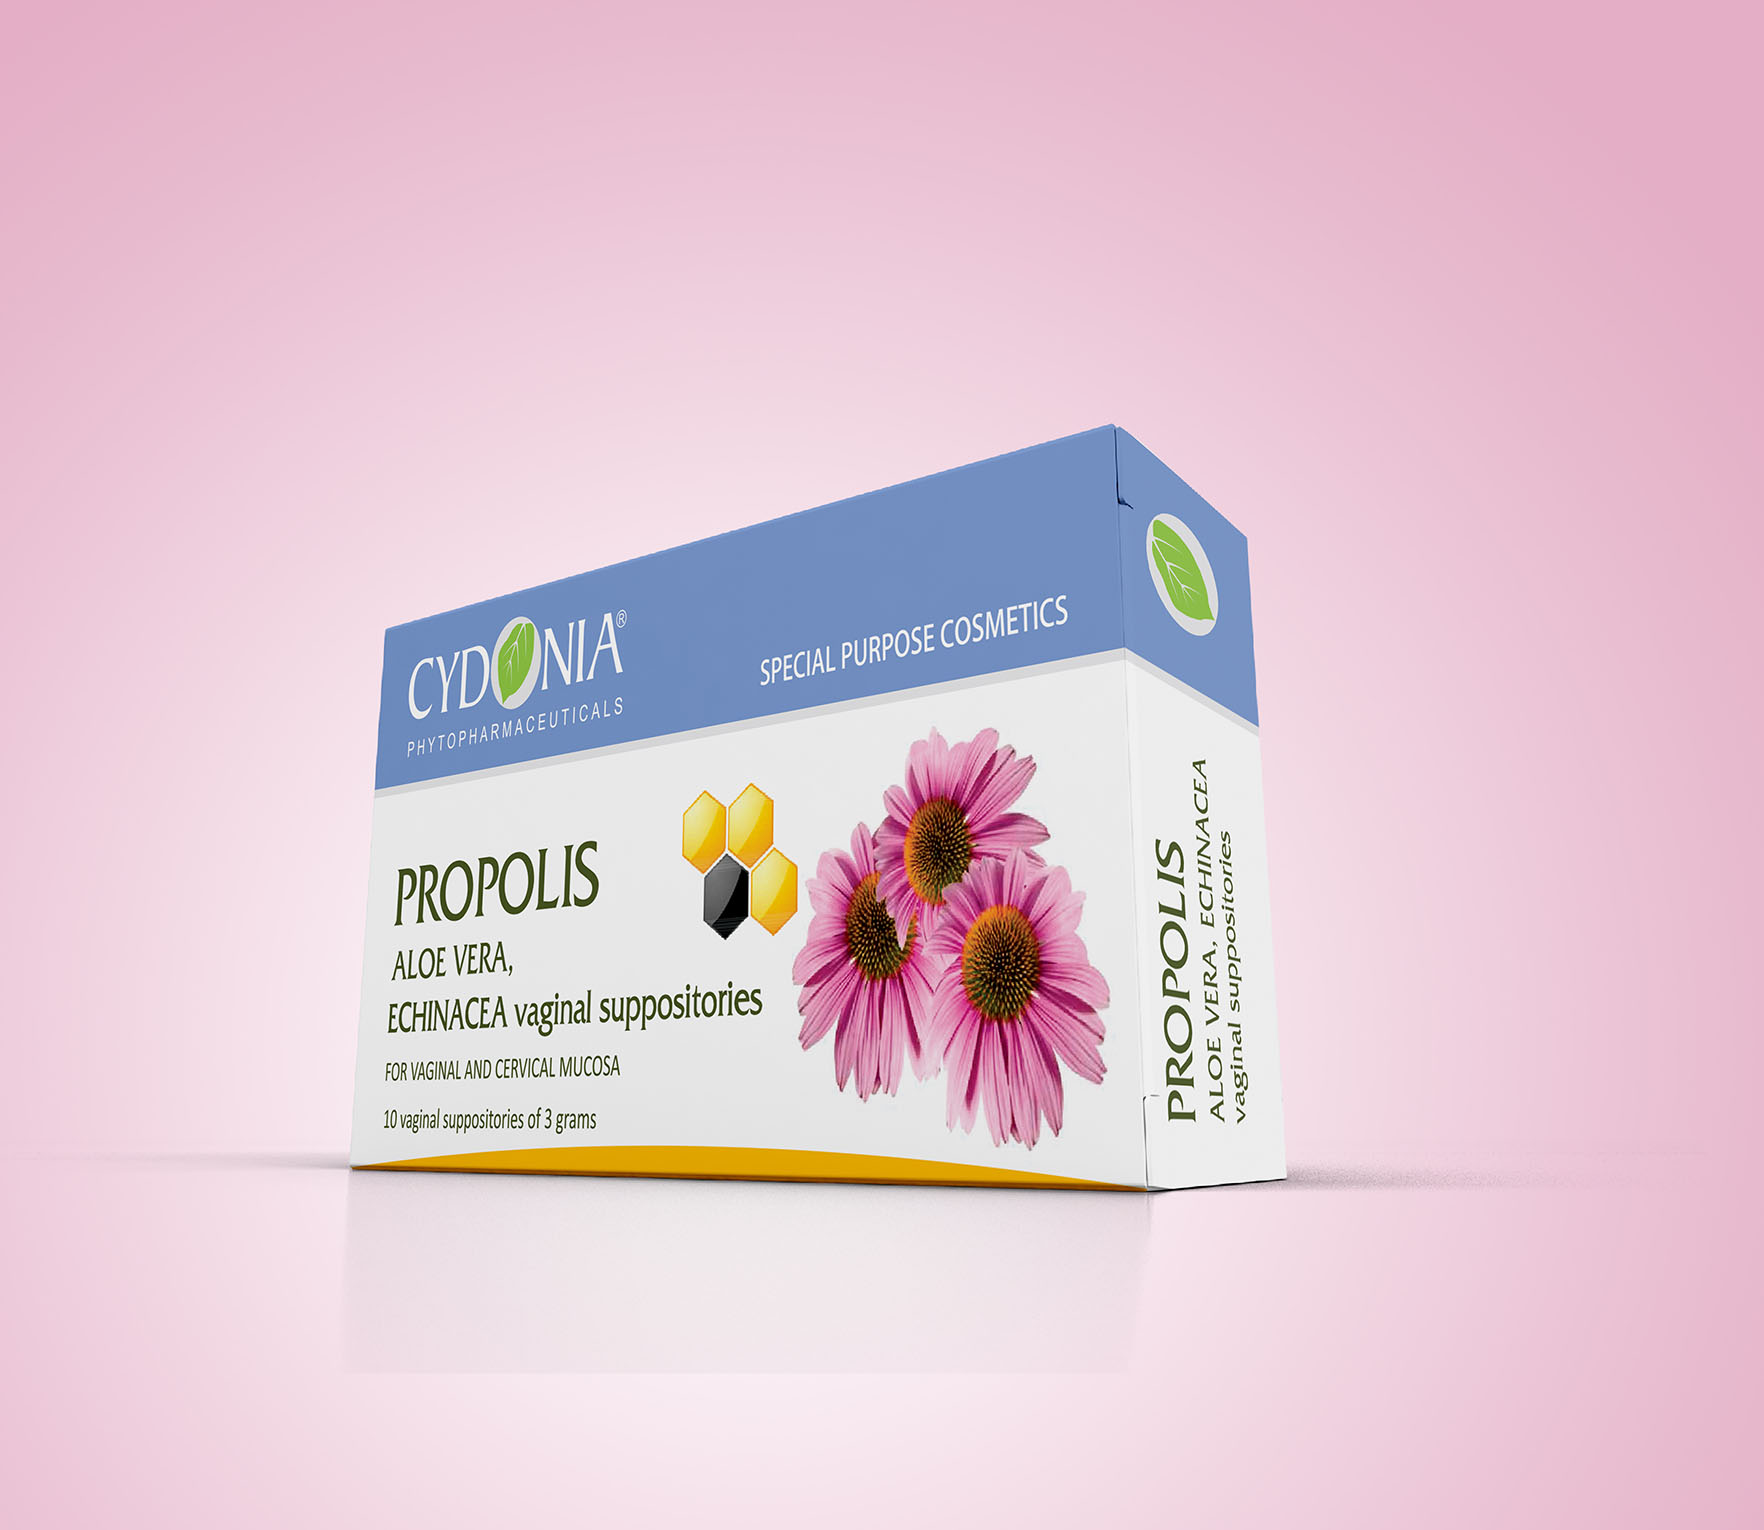 CYDONIA®
PHYTOPHARMACEUTICALS
SPECIAL PURPOSE COSMETICS
PROPOLIS
ALOE VERA,
ECHINACEA vaginal suppositories
FOR VAGINAL AND CERVICAL MUCOSA
10 vaginal suppositories of 3 grams
PROPOLIS
ALOE VERA, ECHINACEA
vaginal suppositories